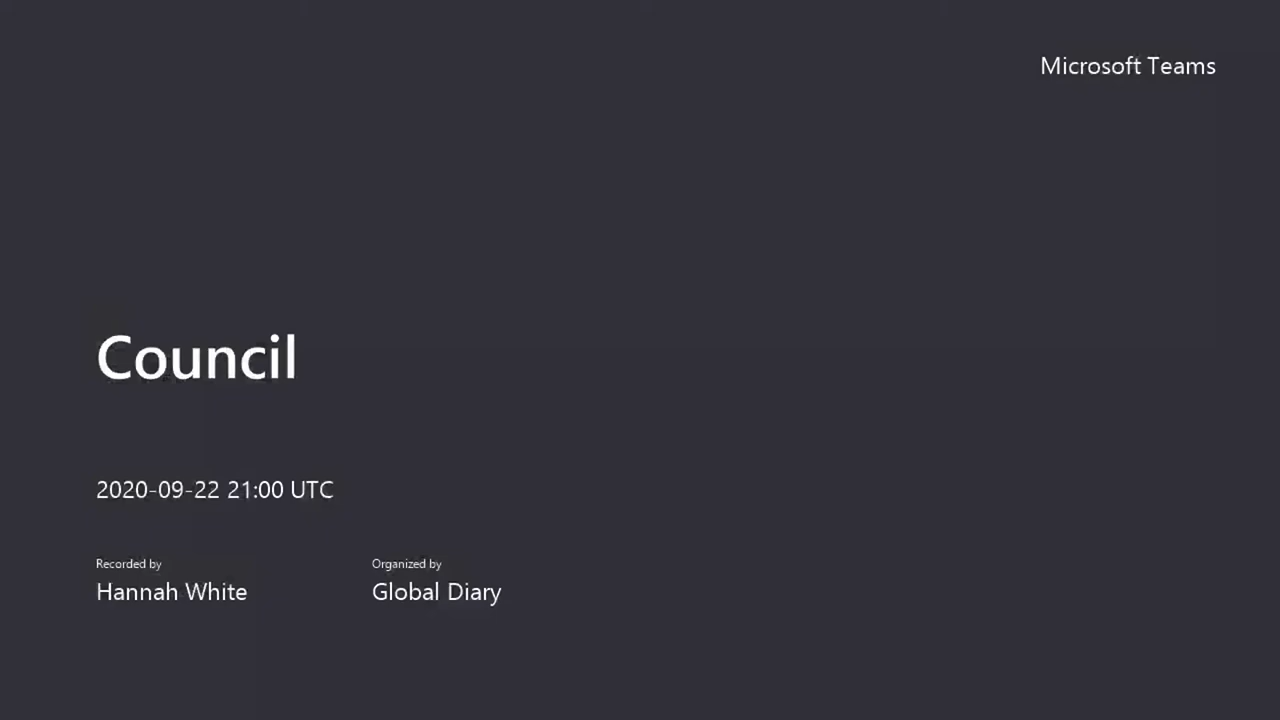 Microsoft Teams
Council
2020-09-22 21:00 UTC
Recorded by
Hannah White
Organized by
Global Diary